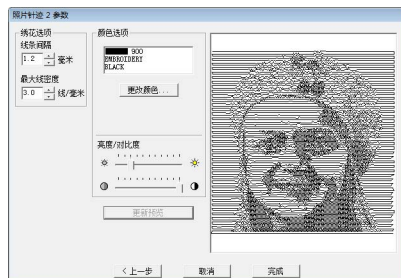 照片针迹 2 参数
绣花选项
线条间隔
1.2 毫米
最大线密度
3.0 线/毫米
颜色选项
900
EMBROIDERY
BLACK
更改颜色...
亮度/对比度
更新预览
< 上一步
取消
完成